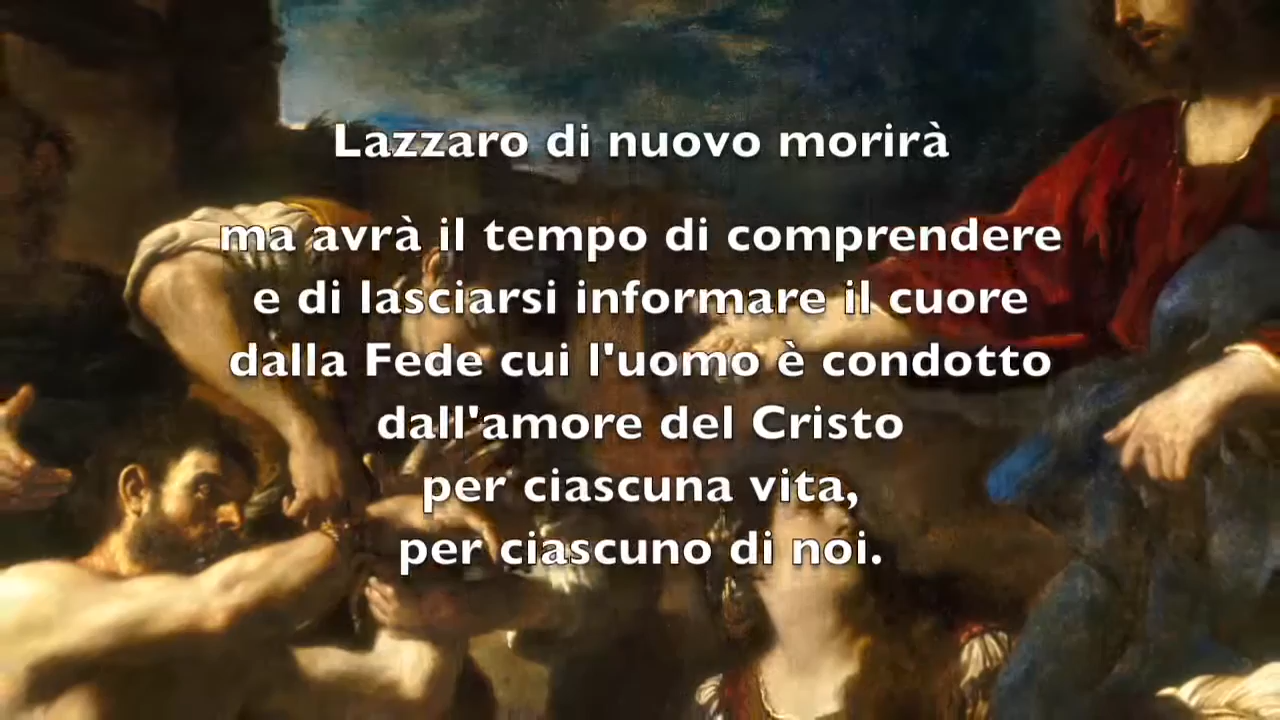 Lazzaro di nuovo morirà
ma avrà il tempo di comprendere
e di lasciarsi informare il cuore
dalla Fede cui l'uomo è condotto
dall'amore del Cristo
per ciascuna vita,
per ciascuno di noi.